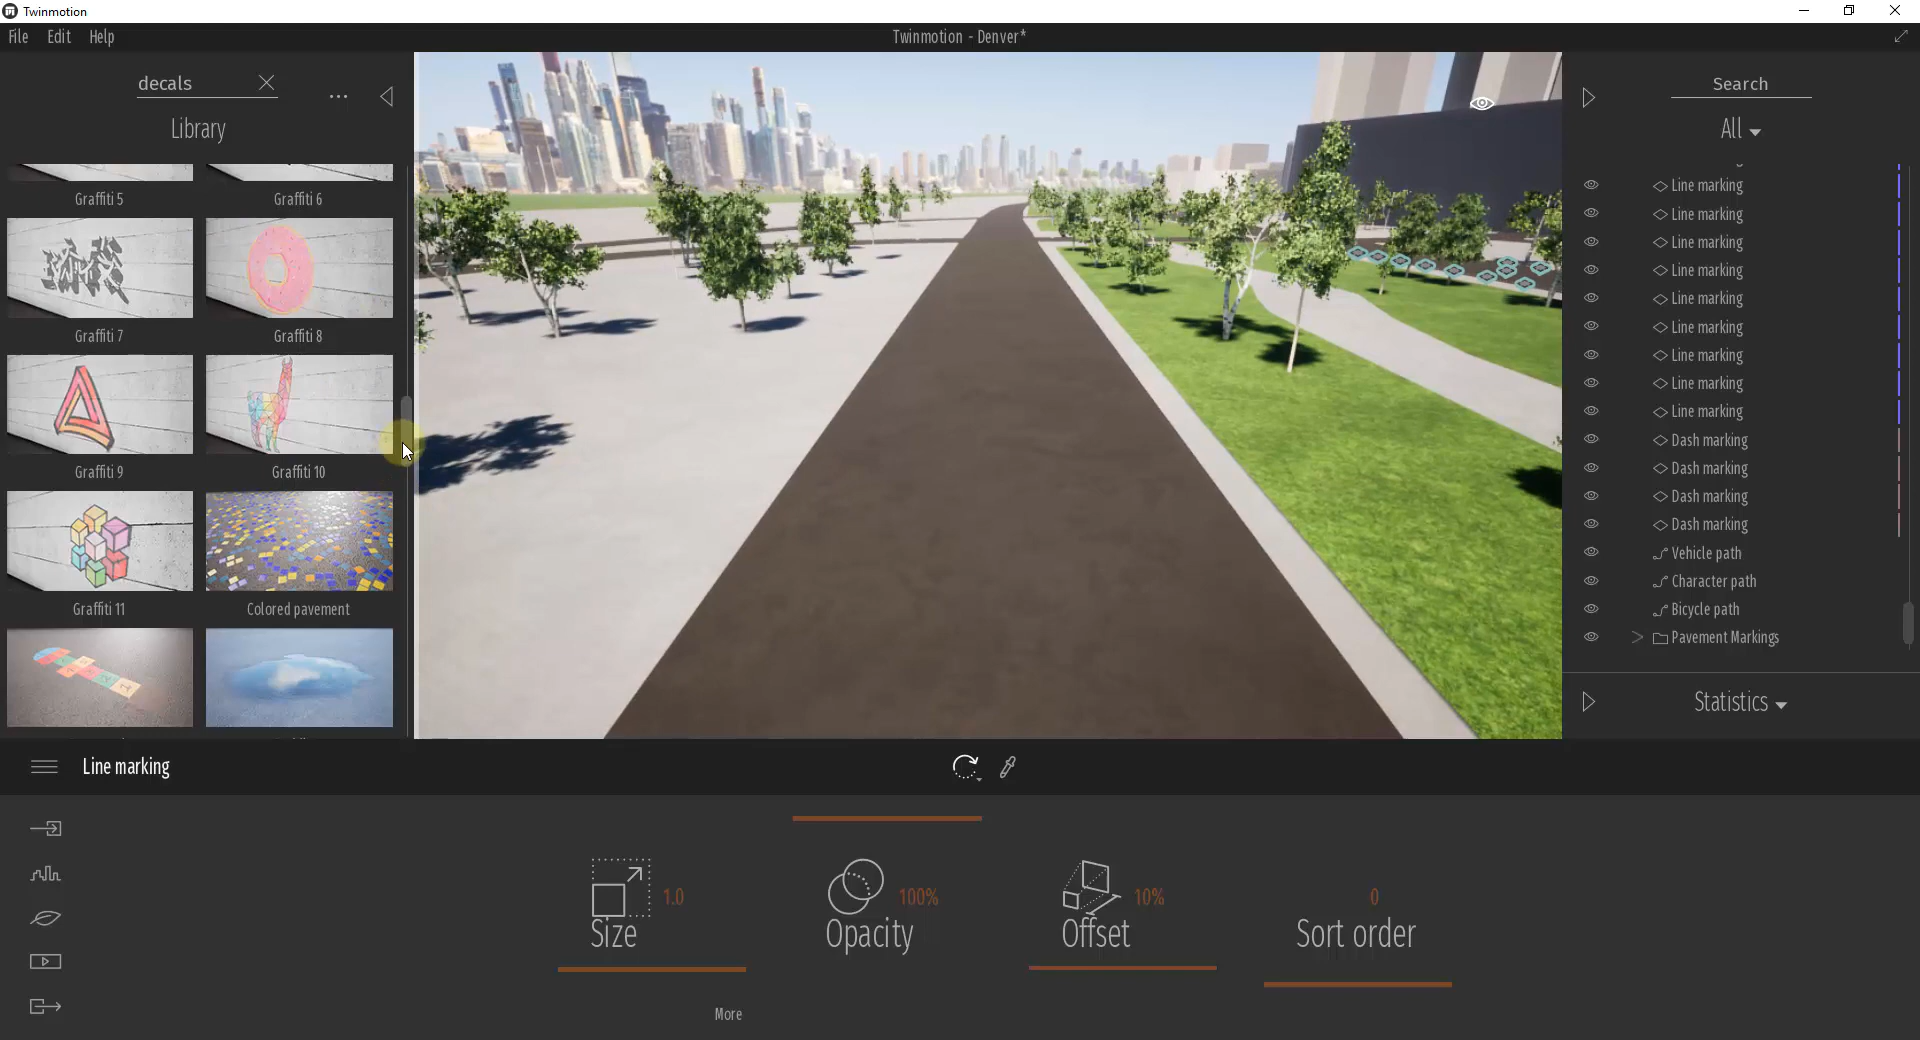 Twinmotion
File Edit Help
Twinmotion - Denver*
decals
Library
Graffiti 5
Graffiti 6
Graffiti 7
Graffiti 8
Graffiti 9
Graffiti 10
Graffiti 11
Colored pavement
Search
All
Line marking
Line marking
Line marking
Line marking
Line marking
Line marking
Line marking
Line marking
Line marking
Dash marking
Dash marking
Dash marking
Dash marking
Vehicle path
Character path
Bicycle path
Pavement Markings
Statistics
Line marking
1.0
Size
100%
Opacity
10%
Offset
0
Sort order
More